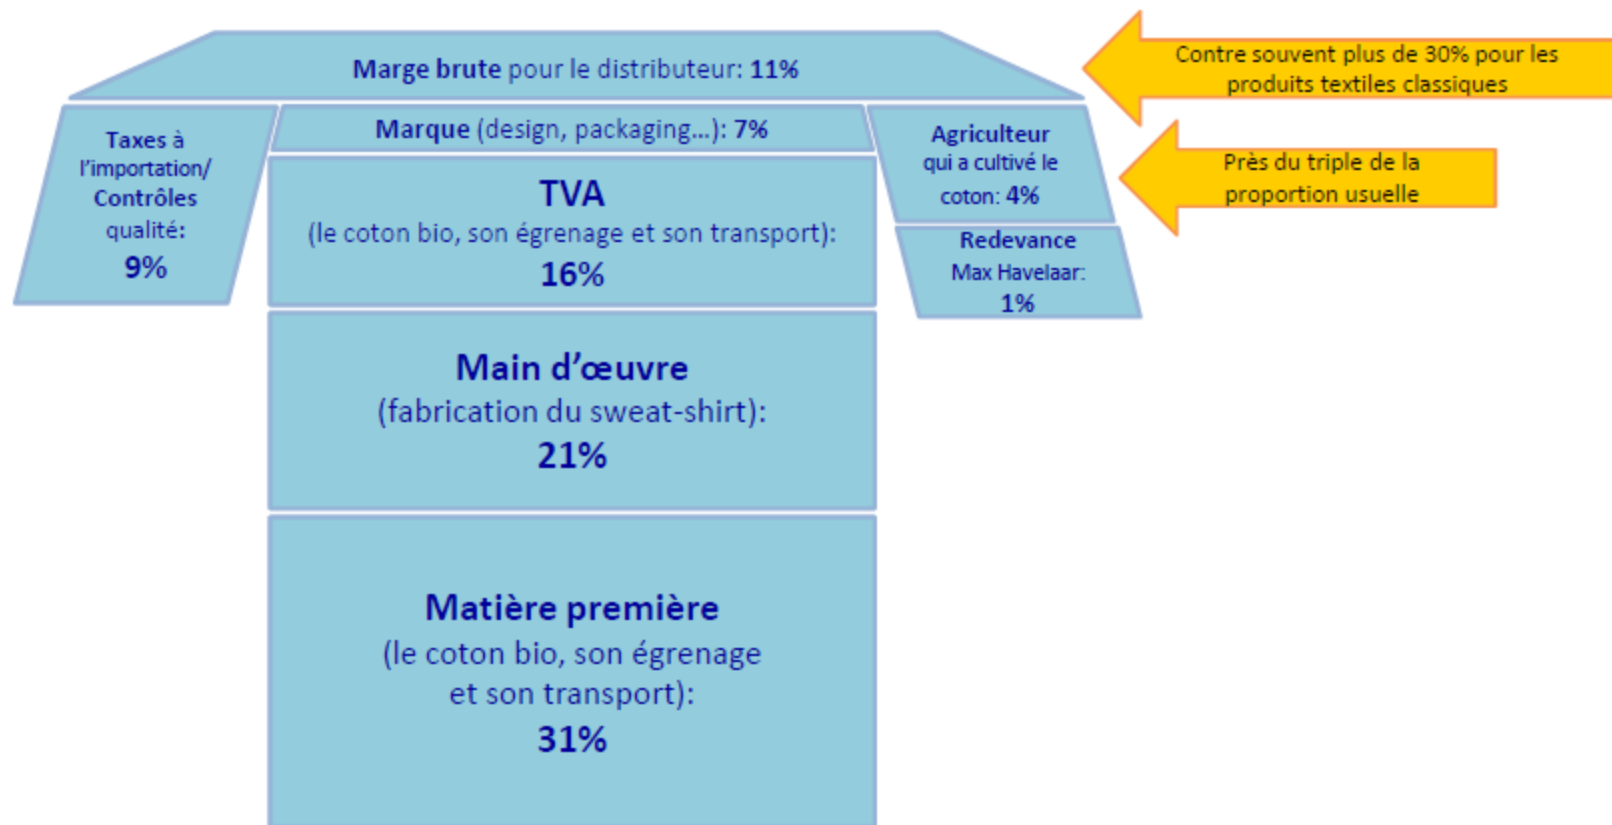 Marge brute pour le distributeur: 11%
Contre souvent plus de 30% pour les
produits textiles classiques
Taxes à
l'importation/
Contrôles
qualité:
9%
Marque (design, packaging...): 7%
TVA
(le coton bio, son égrenage et son transport):
16%
Agriculteur
qui a cultivé le
coton: 4%
Près du triple de la
proportion usuelle
Redevance
Max Havelaar:
1%
Main d'œuvre
(fabrication du sweat-shirt):
21%
Matière première
(le coton bio, son égrenage
et son transport):
31%